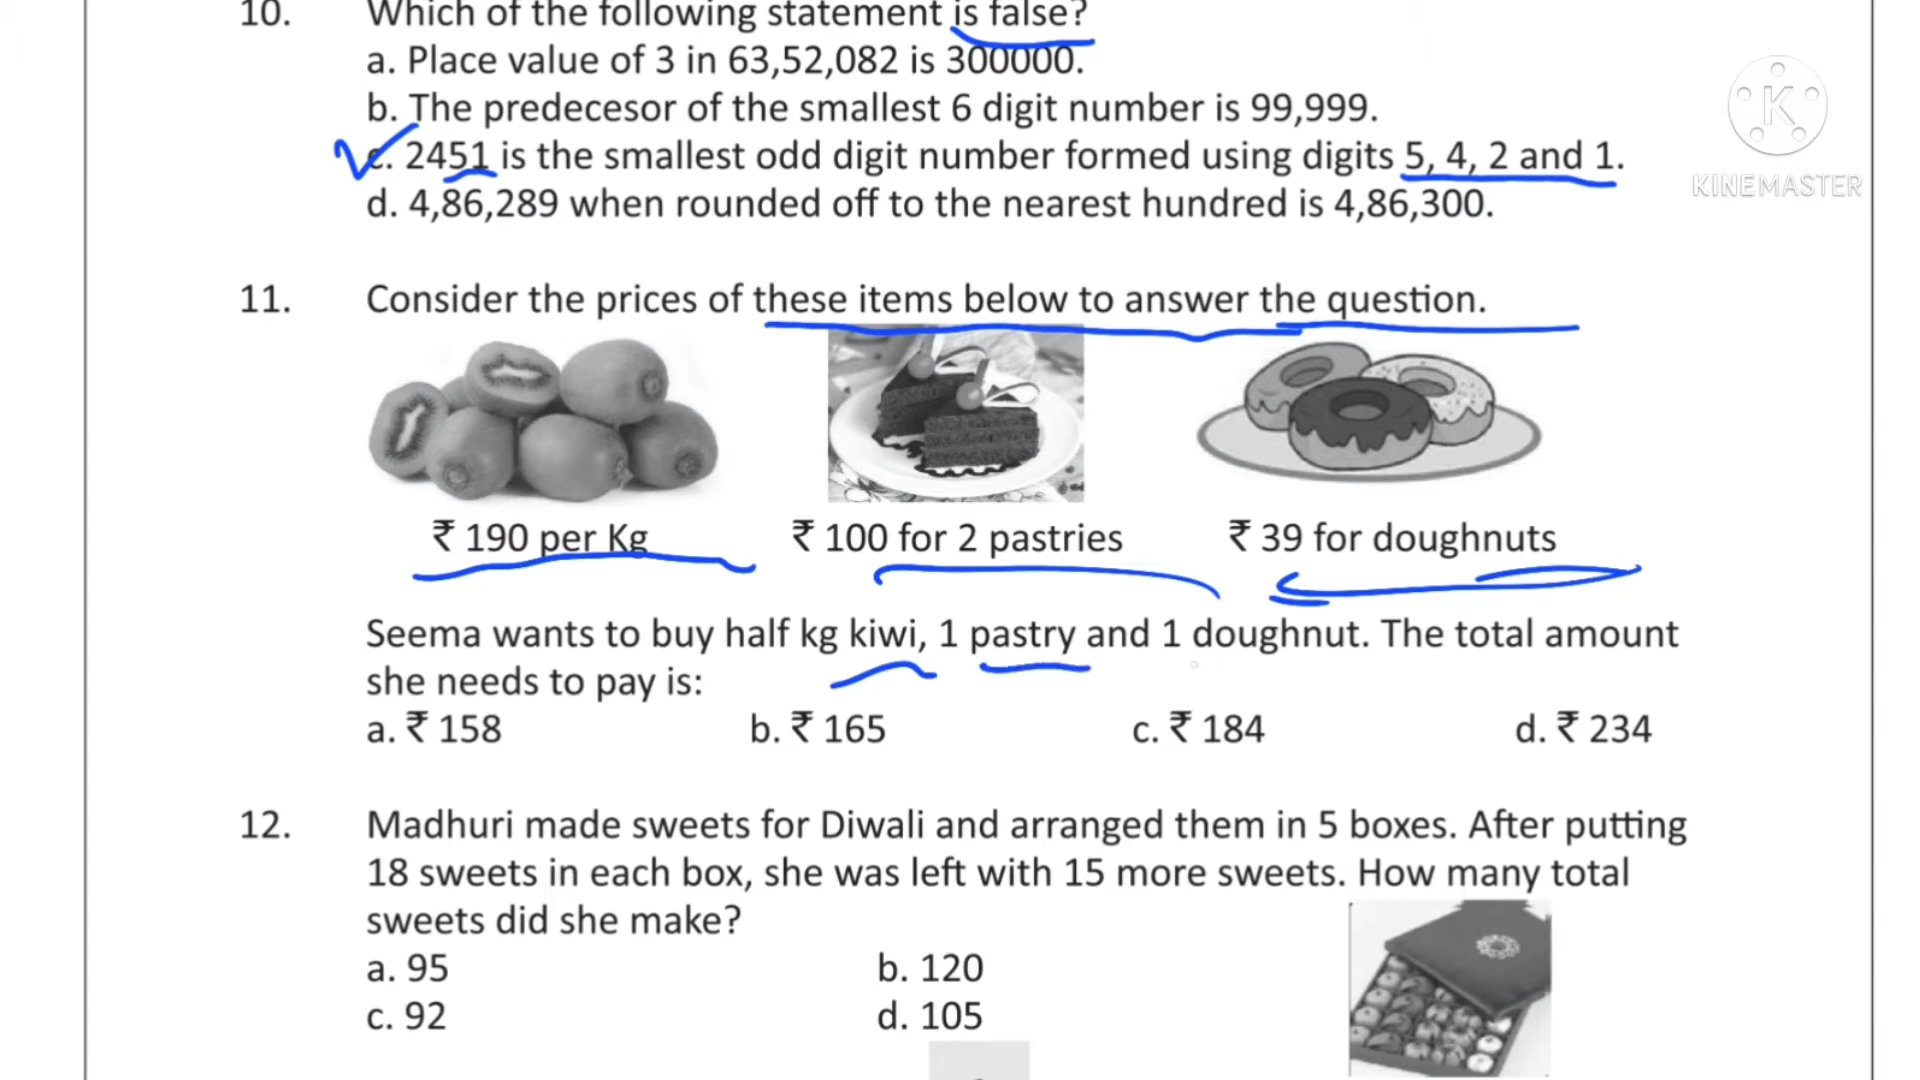 10. Which of the following statement is false?
a. Place value of 3 in 63,52,082 is 300000.
b. The predecesor of the smallest 6 digit number is 99,999.
c. 2451 is the smallest odd digit number formed using digits 5, 4, 2 and 1.
d. 4,86,289 when rounded off to the nearest hundred is 4,86,300.
K
KINEMASTER
11. Consider the prices of these items below to answer the question.
₹ 190 per Kg ₹ 100 for 2 pastries ₹ 39 for doughnuts
Seema wants to buy half kg kiwi, 1 pastry and 1 doughnut. The total amount
she needs to pay is:
a. ₹ 158 b. ₹ 165 c. ₹ 184 d. ₹ 234
12. Madhuri made sweets for Diwali and arranged them in 5 boxes. After putting
18 sweets in each box, she was left with 15 more sweets. How many total
sweets did she make?
a. 95 b. 120
c. 92 d. 105